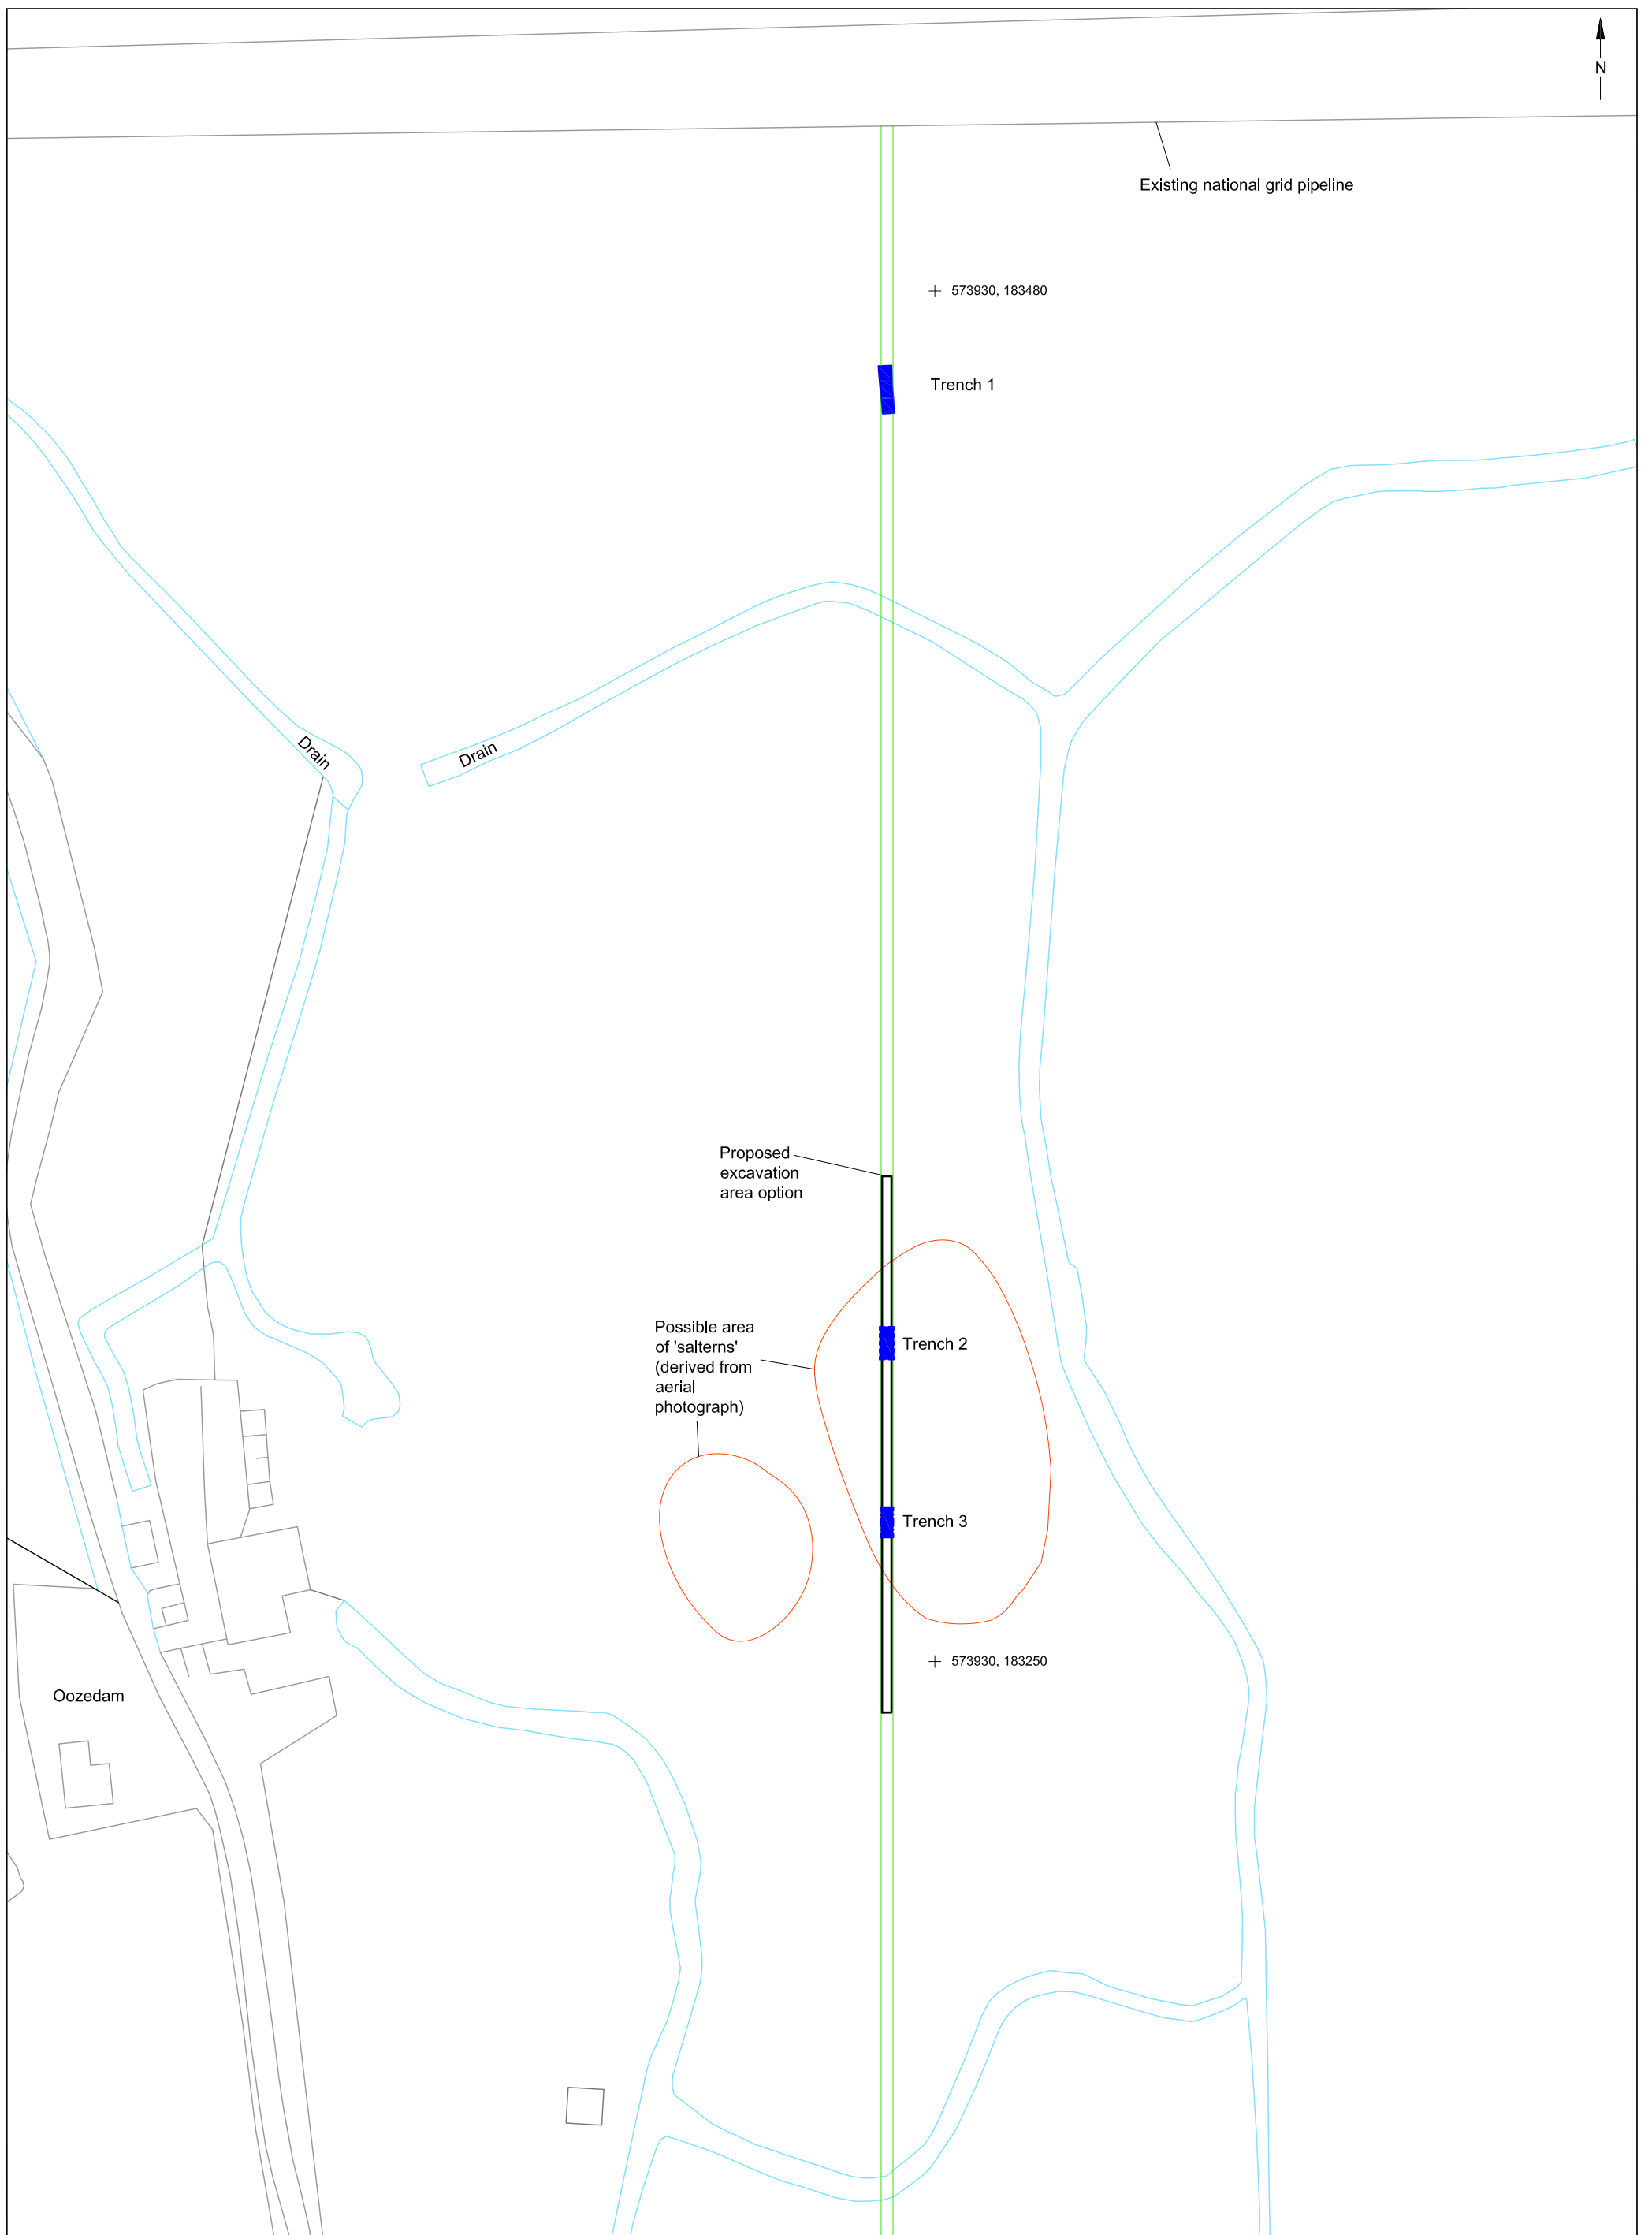 N
Existing national grid pipeline
573930, 183480
Trench 1
Drain
Drain
Proposed
excavation
area option
Possible area
of 'salterns'
(derived from
aerial
photograph)
Trench 2
Trench 3
573930, 183250
Oozedam